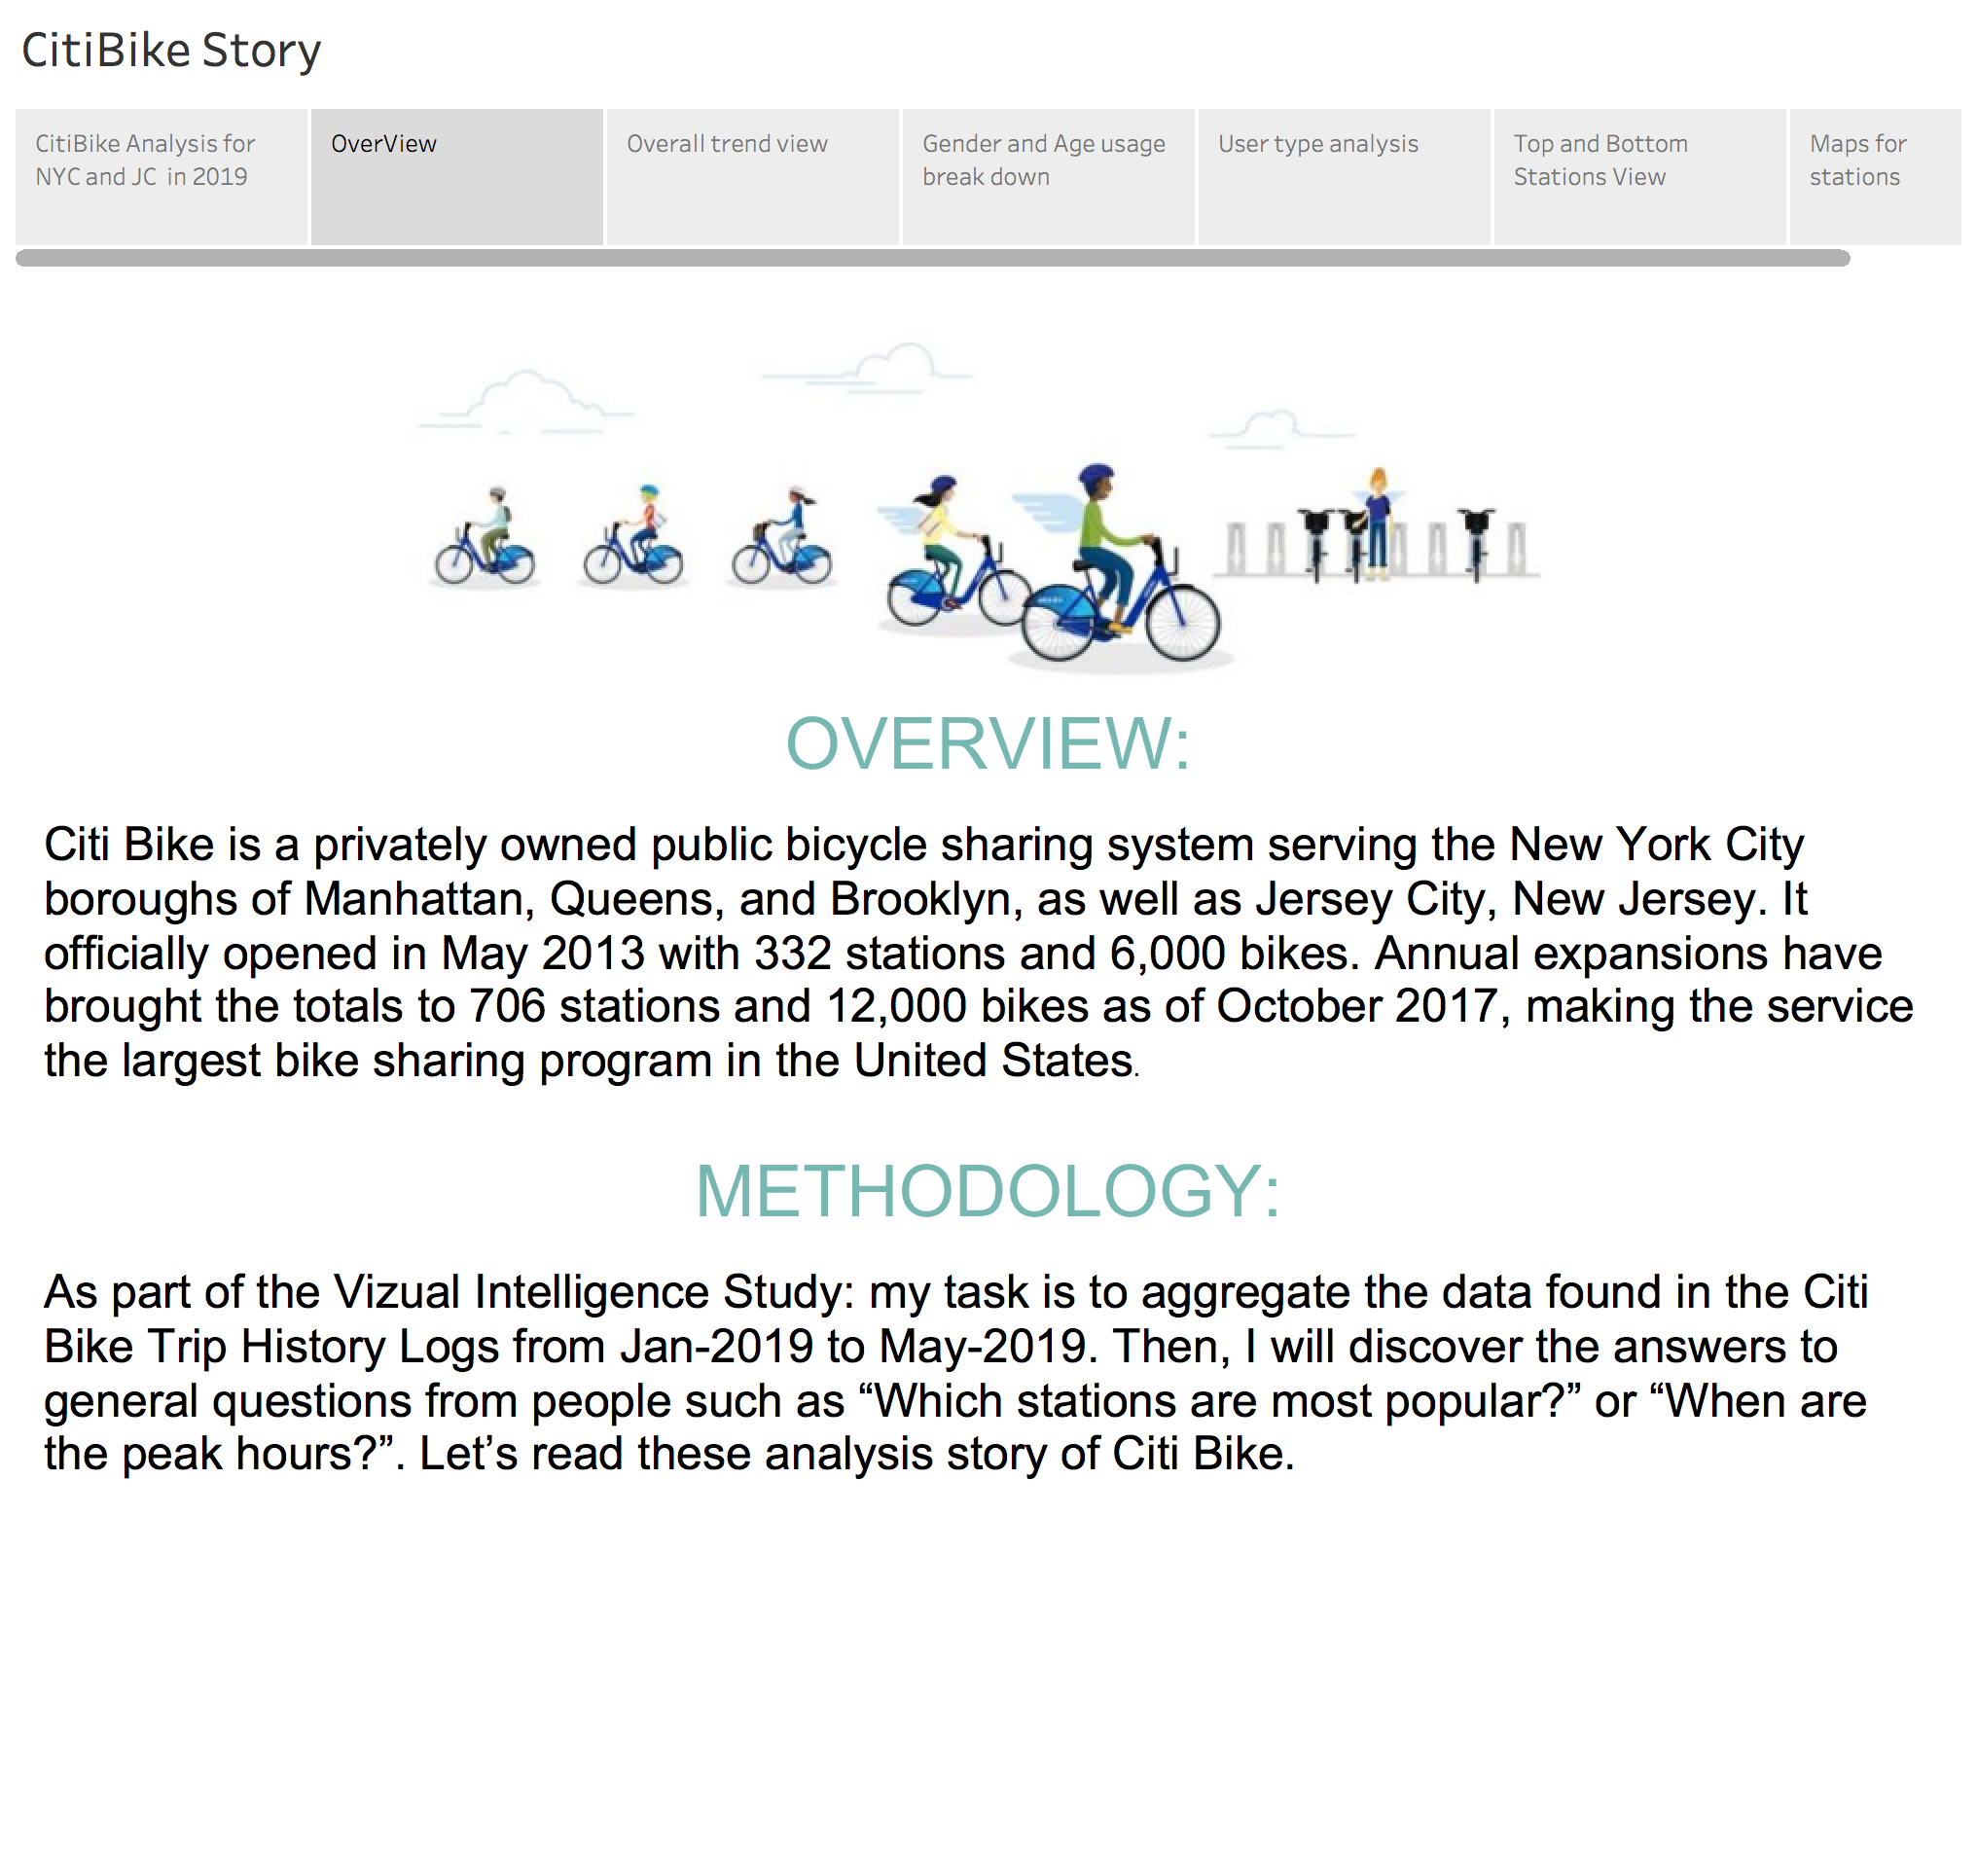 CitiBike Story
CitiBike Analysis for
NYC and JC  in 2019
OverView
Overall trend view
Gender and Age usage
break down
User type analysis
Top and Bottom
Stations View
Maps for
stations
OVERVIEW:
Citi Bike is a privately owned public bicycle sharing system serving the New York City
boroughs of Manhattan, Queens, and Brooklyn, as well as Jersey City, New Jersey. It
officially opened in May 2013 with 332 stations and 6,000 bikes. Annual expansions have
brought the totals to 706 stations and 12,000 bikes as of October 2017, making the service
the largest bike sharing program in the United States.
METHODOLOGY:
As part of the Vizual Intelligence Study: my task is to aggregate the data found in the Citi
Bike Trip History Logs from Jan-2019 to May-2019. Then, I will discover the answers to
general questions from people such as “Which stations are most popular?” or “When are
the peak hours?”. Let’s read these analysis story of Citi Bike.